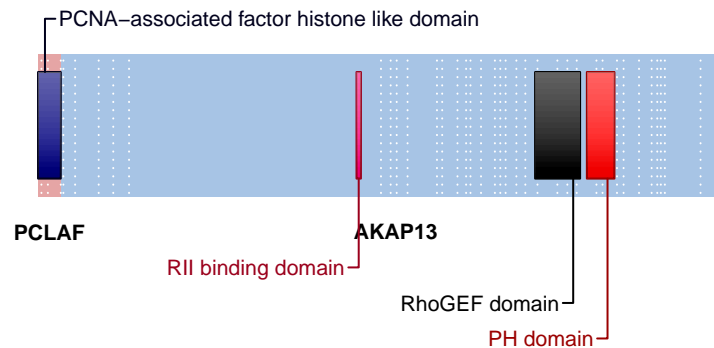 PCNA−associated factor histone like domain
PCLAF
AKAP13
RII binding domain
RhoGEF domain
PH domain